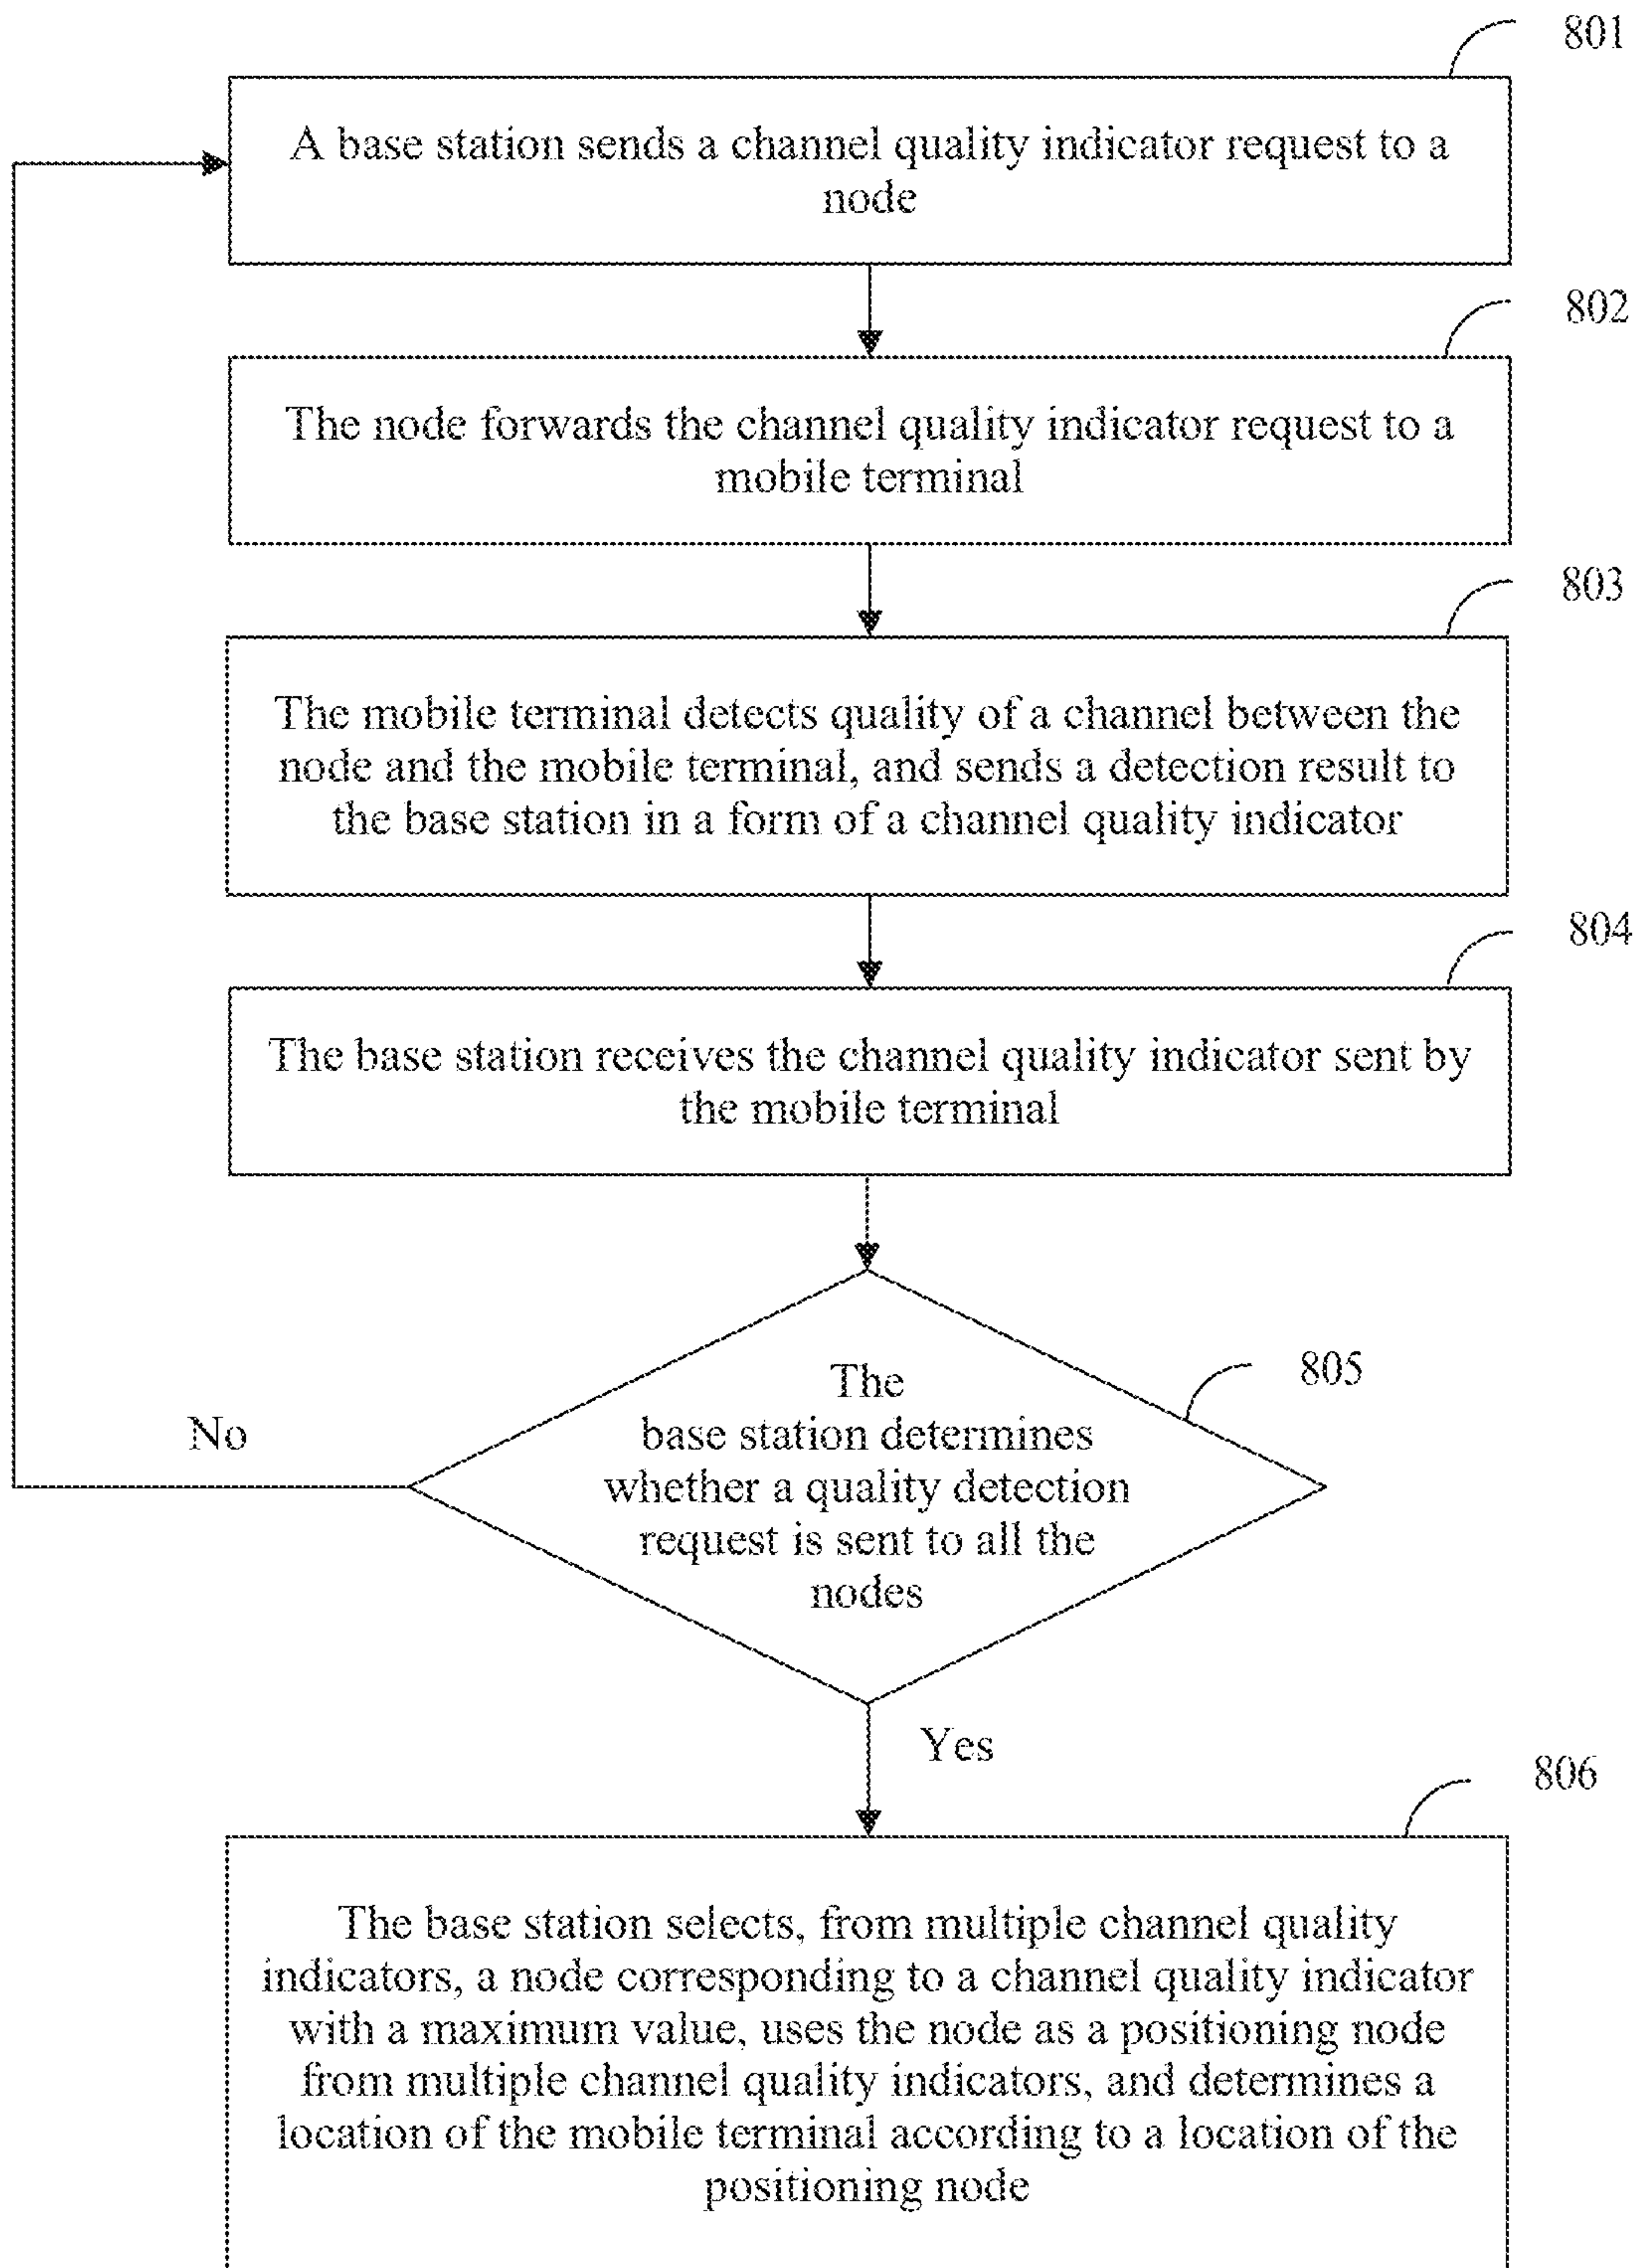 801
A base station sends a channel quality indicator request to a
node
802
The node forwards the channel quality indicator request to a
mobile terminal
803
The mobile terminal detects quality of a channel between the
node and the mobile terminal, and sends a detection result to
the base station in a form of a channel quality indicator
804
The base station receives the channel quality indicator sent by
the mobile terminal
805
The
base station determines
whether a quality detection
request is sent to all the
nodes
No
Yes
806
The base station selects, from multiple channel quality
indicators, a node corresponding to a channel quality indicator
with a maximum value, uses the node as a positioning node
from multiple channel quality indicators, and determines a
location of the mobile terminal according to a location of the
positioning node